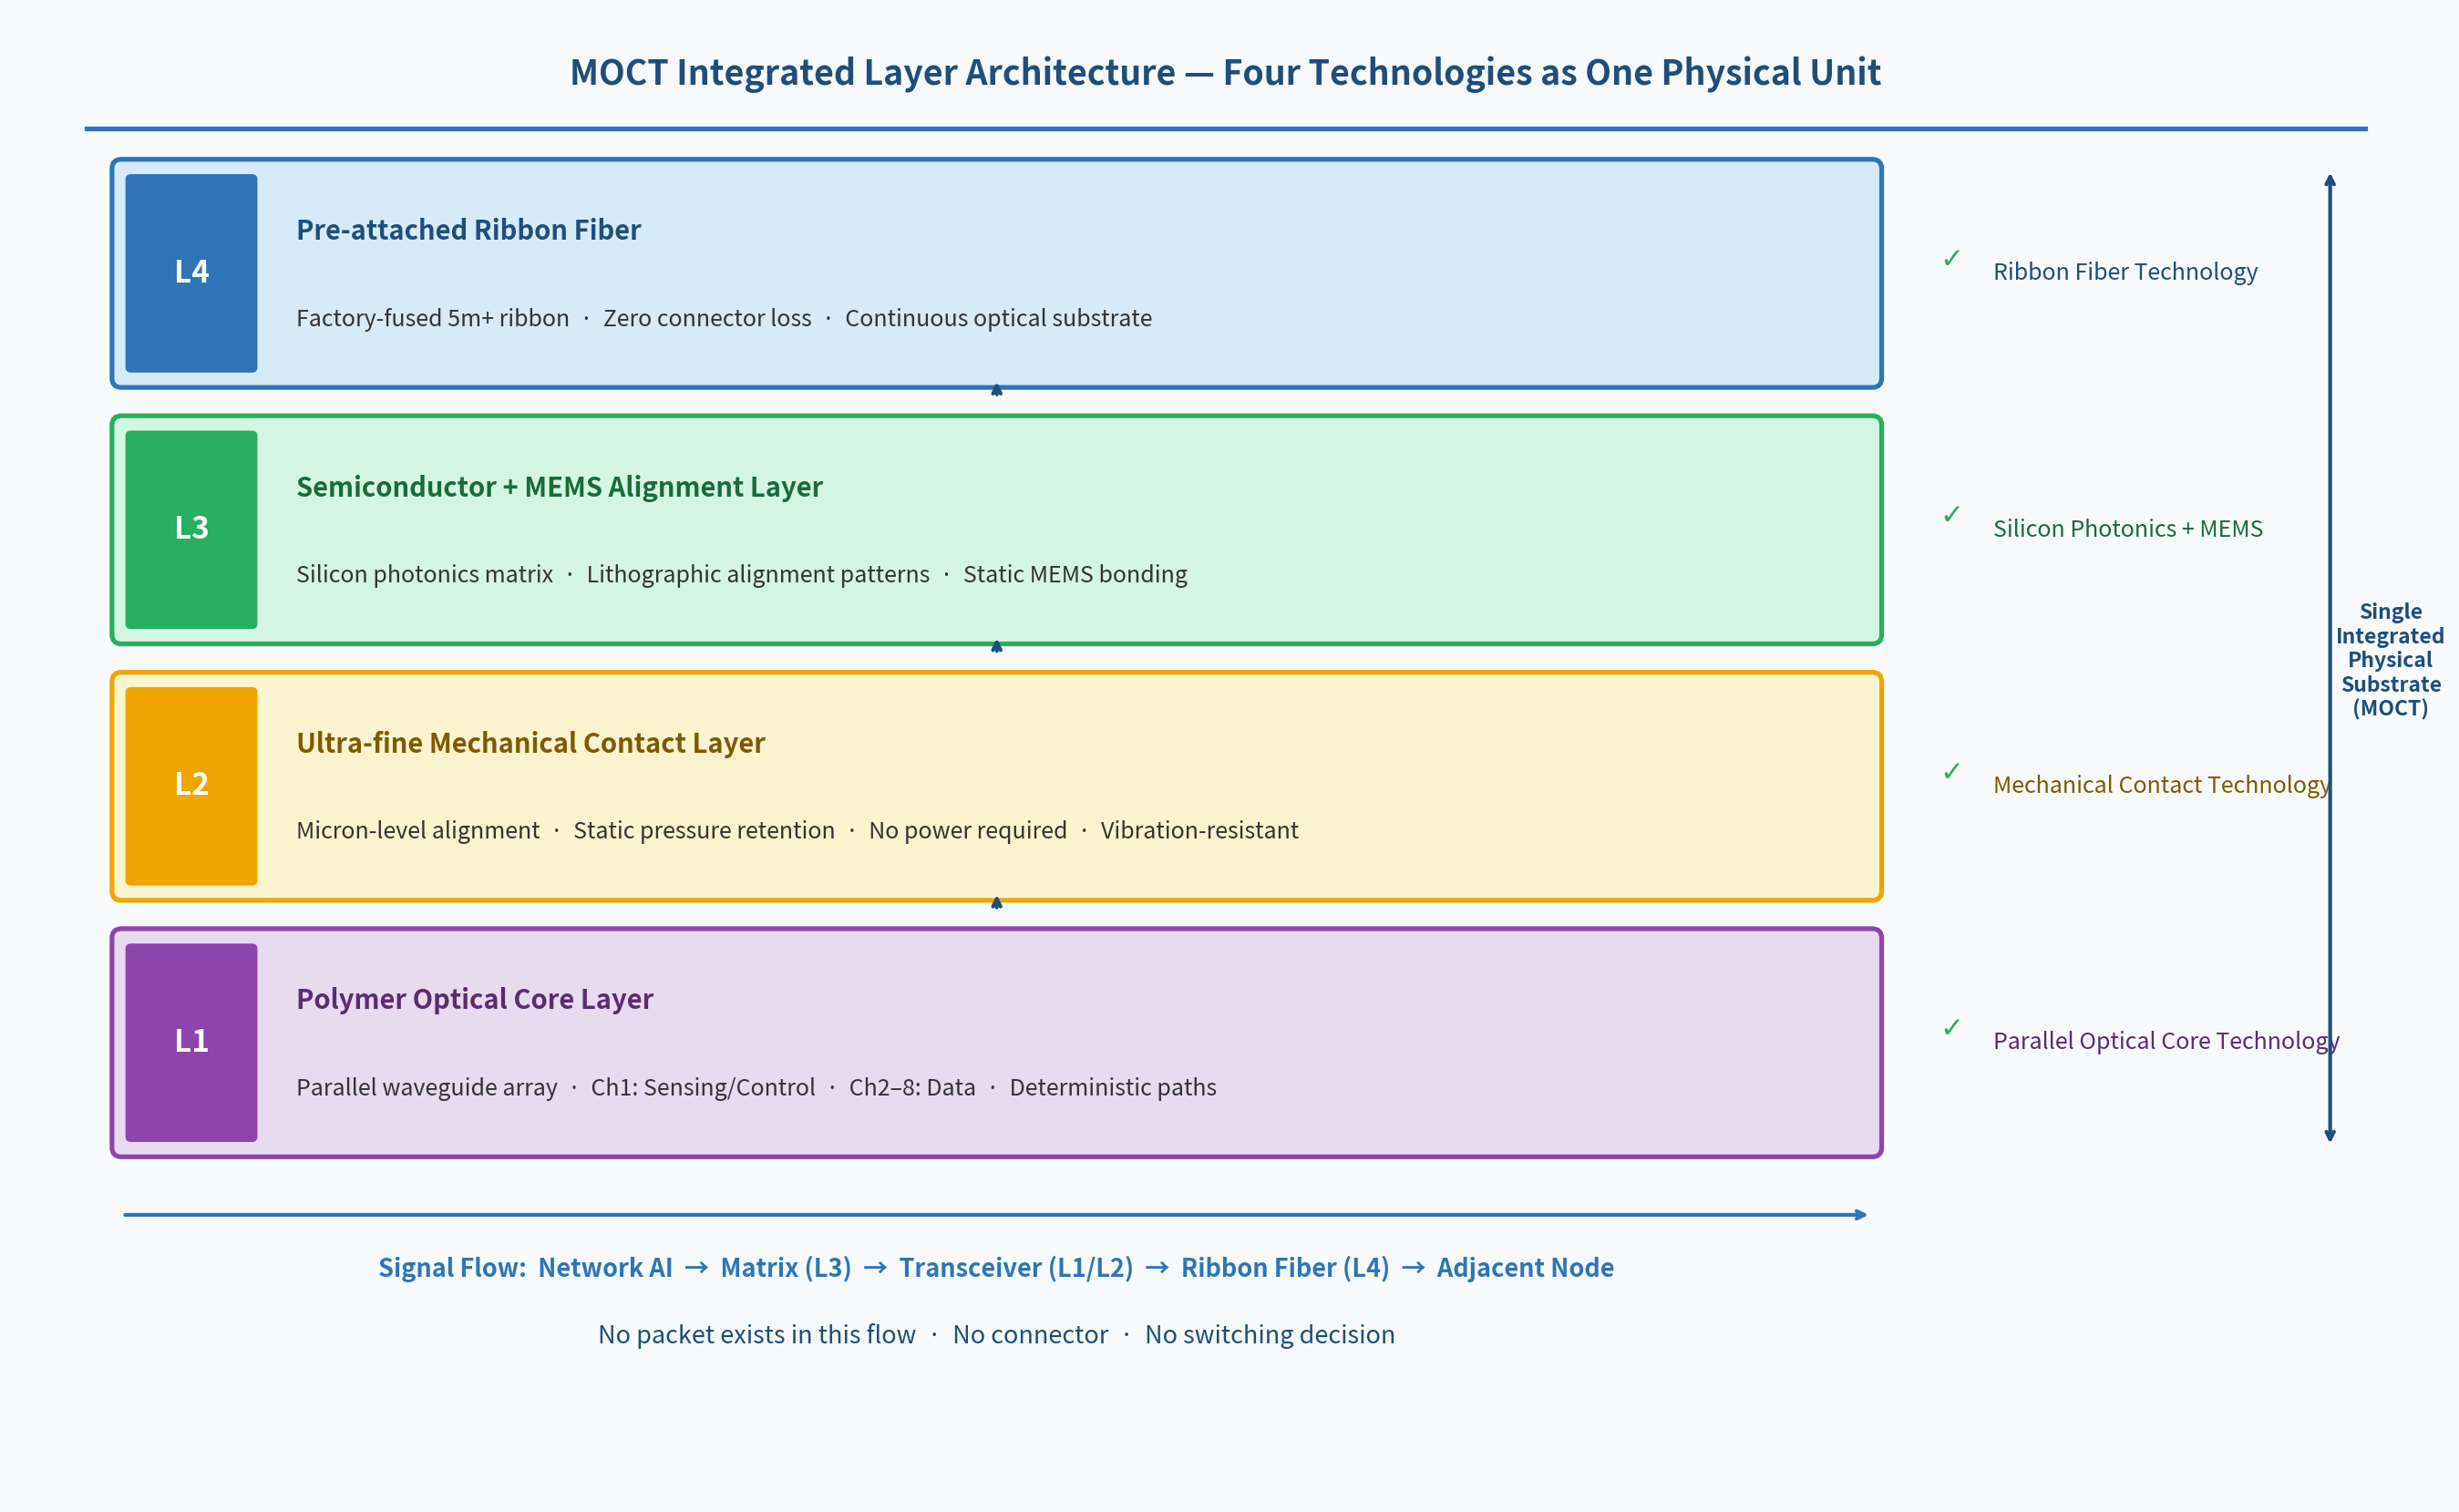 MOCT Integrated Layer Architecture — Four Technologies as One Physical Unit
L4
Pre-attached Ribbon Fiber
Factory-fused 5m+ ribbon · Zero connector loss · Continuous optical substrate
✓ Ribbon Fiber Technology
L3
Semiconductor + MEMS Alignment Layer
Silicon photonics matrix · Lithographic alignment patterns · Static MEMS bonding
✓ Silicon Photonics + MEMS
Single
Integrated
Physical
Substrate
(MOCT)
L2
Ultra-fine Mechanical Contact Layer
Micron-level alignment · Static pressure retention · No power required · Vibration-resistant
✓ Mechanical Contact Technology
L1
Polymer Optical Core Layer
Parallel waveguide array · Ch1: Sensing/Control · Ch2–8: Data · Deterministic paths
✓ Parallel Optical Core Technology
Signal Flow: Network AI → Matrix (L3) → Transceiver (L1/L2) → Ribbon Fiber (L4) → Adjacent Node
No packet exists in this flow · No connector · No switching decision